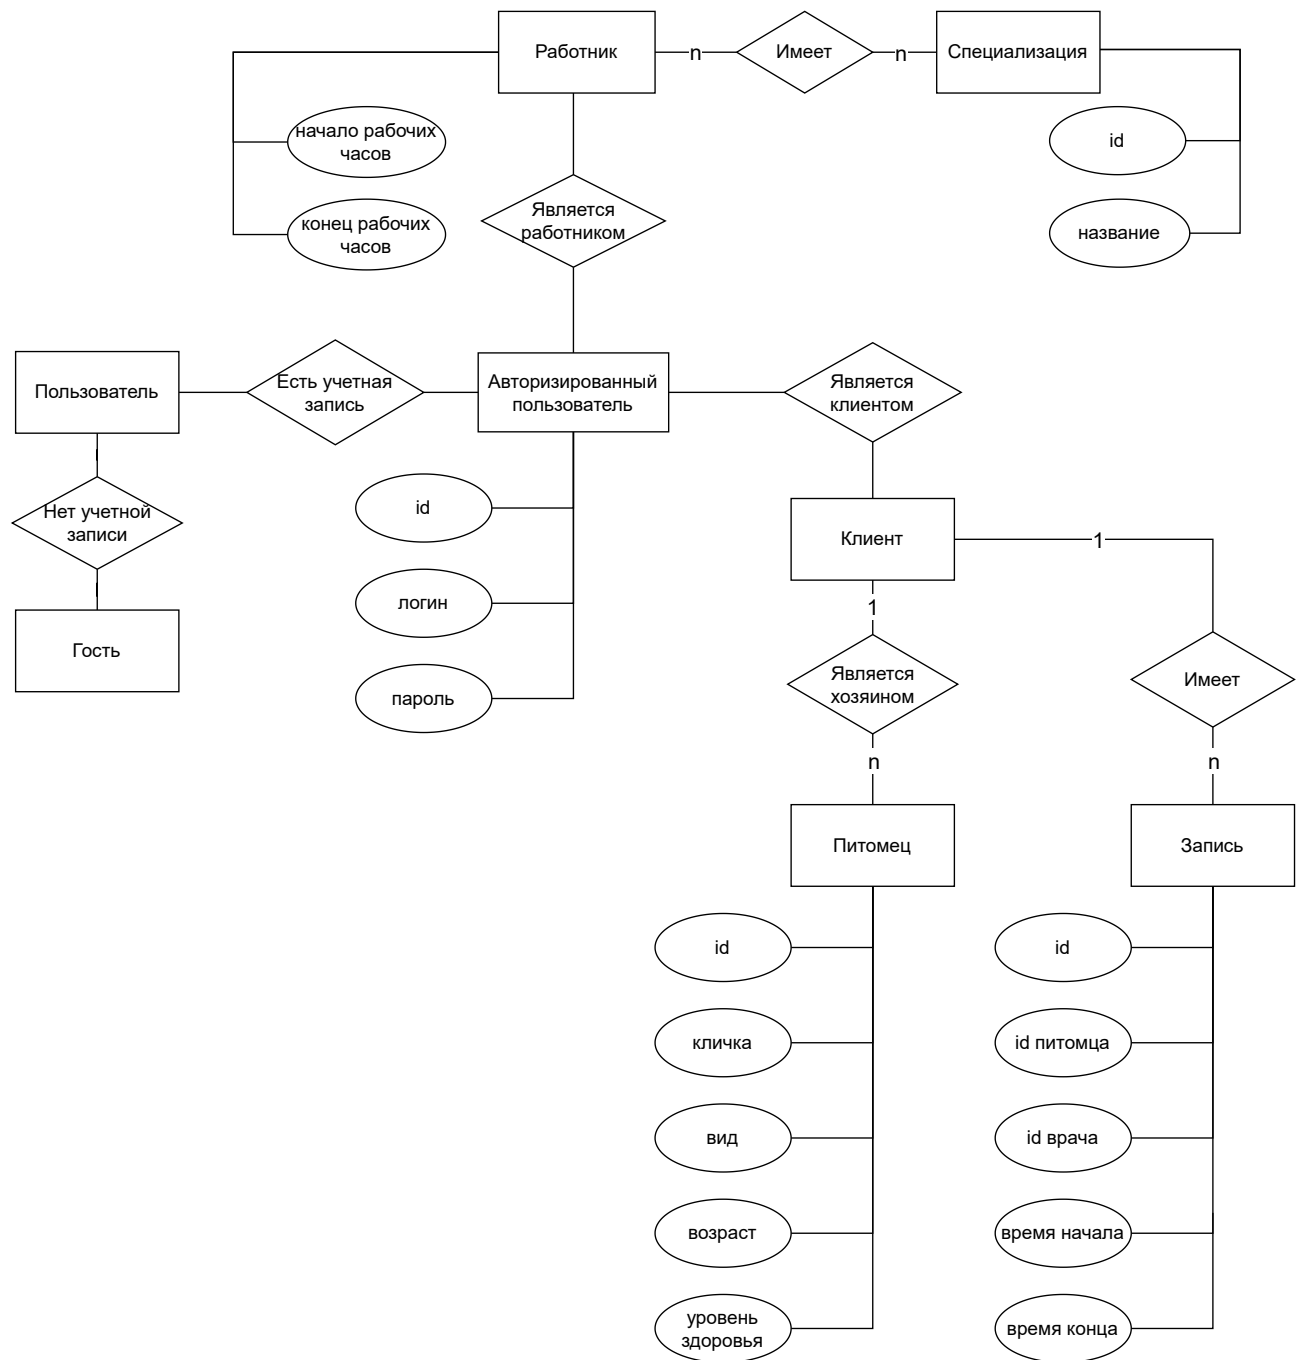 Работник
n
Имеет
n
Специализация
начало рабочих
часов
id
конец рабочих
часов
Является
работником
название
Пользователь
Есть учетная
запись
Авторизированный
пользователь
Является
клиентом
id
Нет учетной
записи
Клиент
1
логин
1
Гость
Является
хозяином
Имеет
пароль
n
n
Питомец
Запись
id
id
кличка
id питомца
вид
id врача
возраст
время начала
уровень
здоровья
время конца